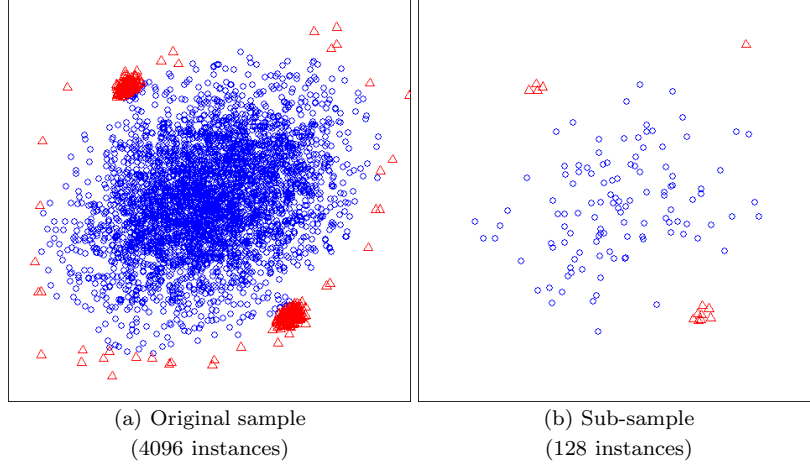 (a) Original sample
(4096 instances)
(b) Sub-sample
(128 instances)